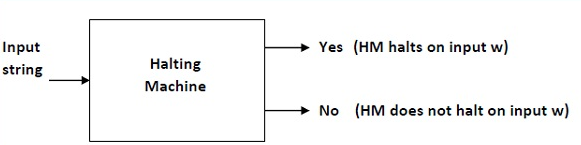 Input
string
Halting
Machine
Yes (HM halts on input w)
No (HM does not halt on input w)